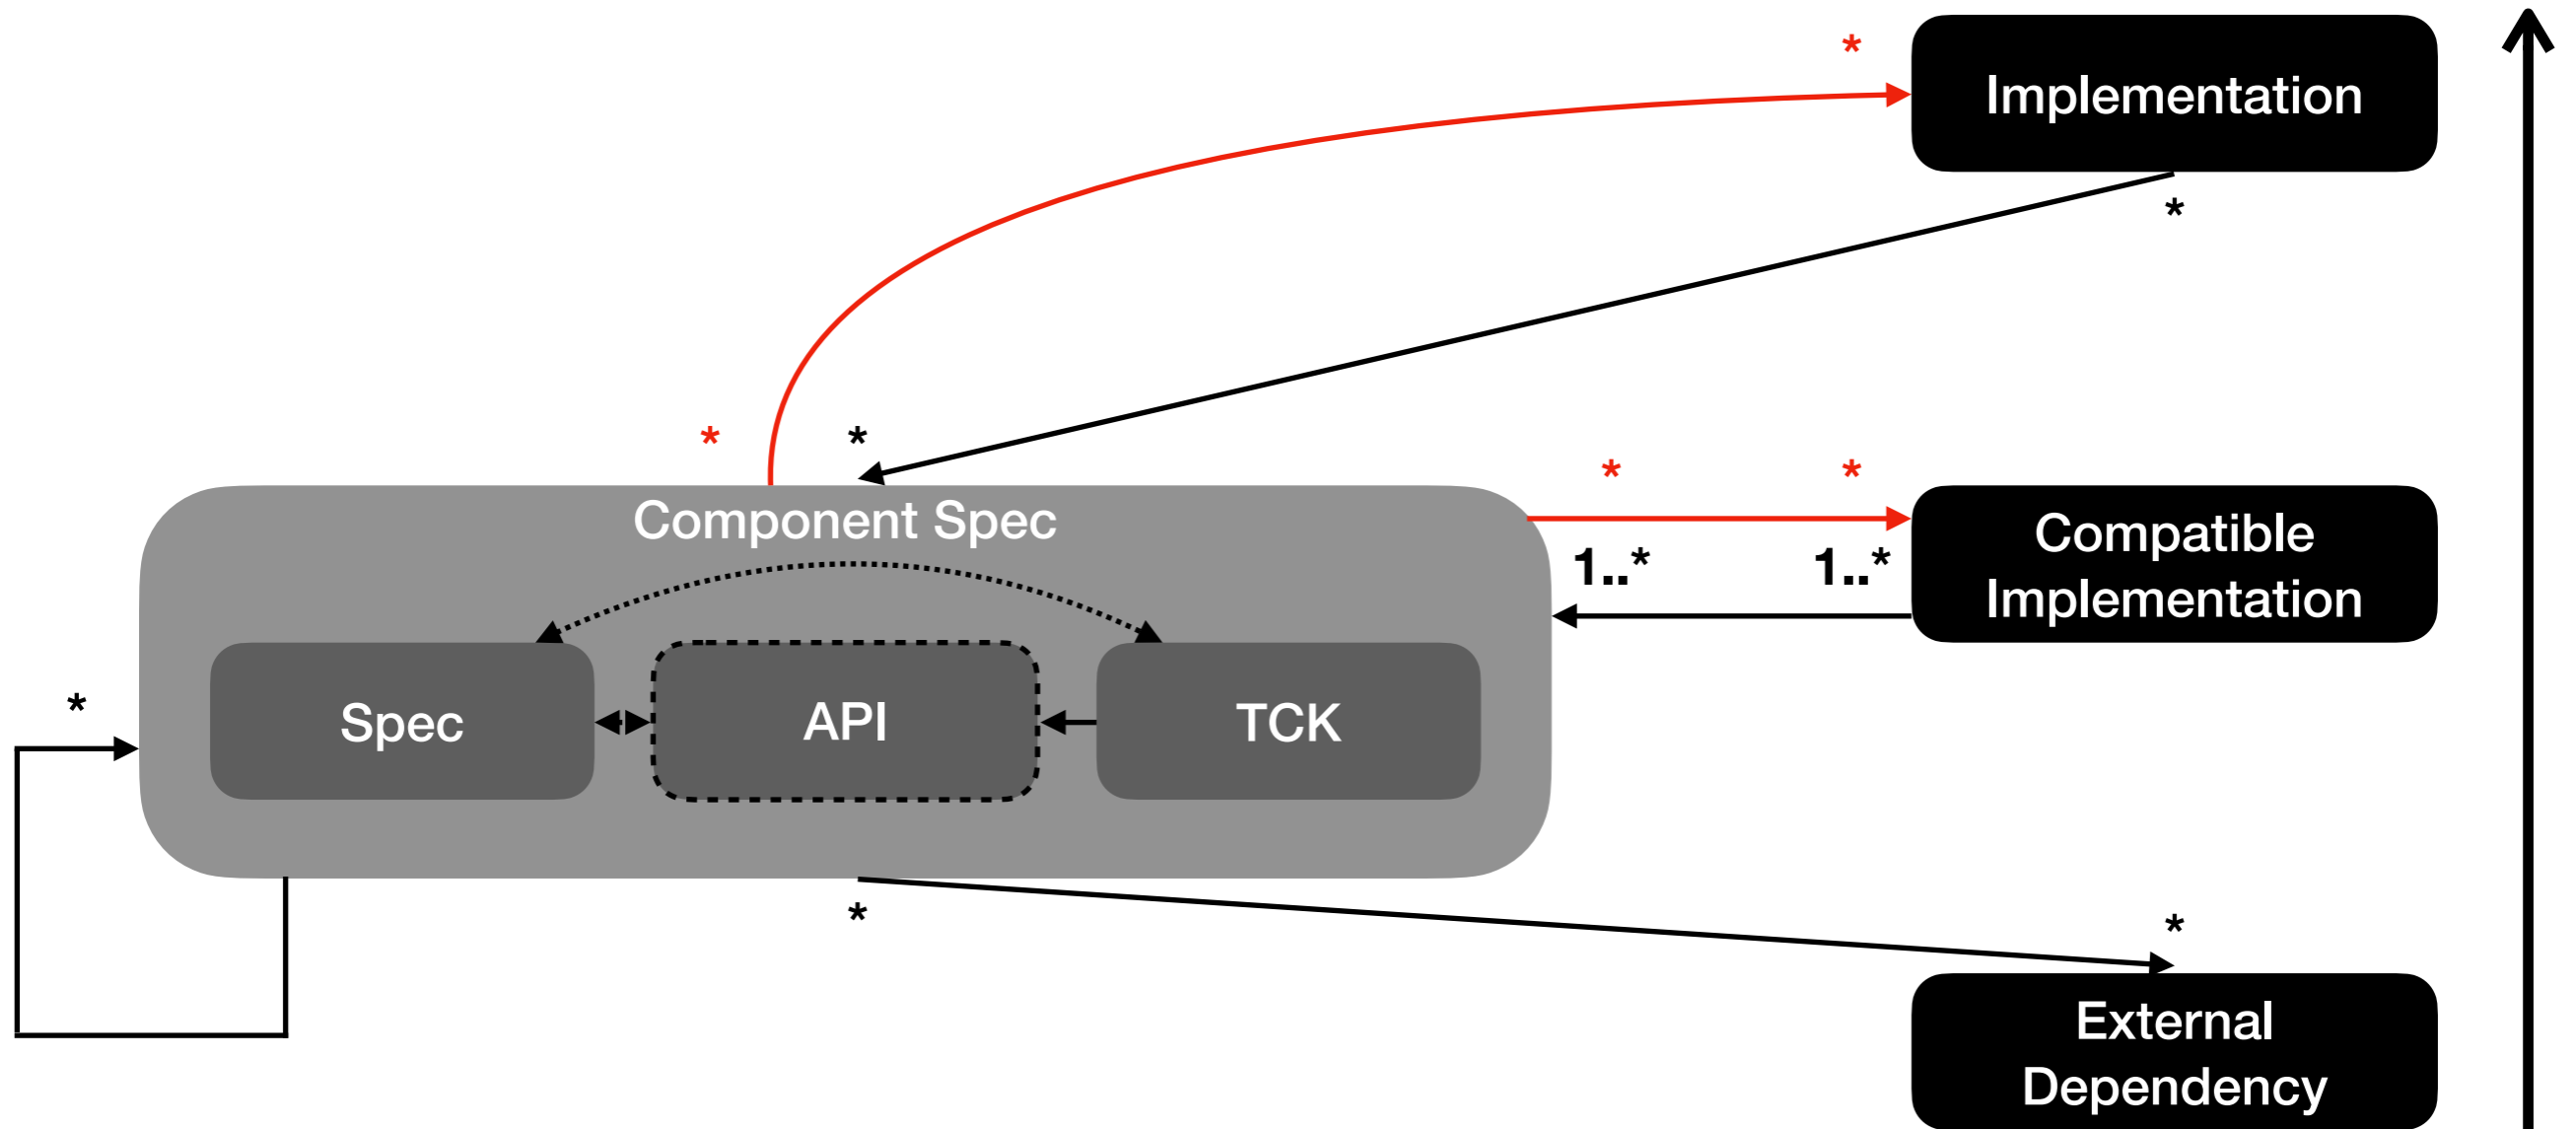 *
Implementation
*
* *
Component Spec
* *
1..* 1..*
Compatible
Implementation
*
Spec
API
TCK
*
*
External
Dependency